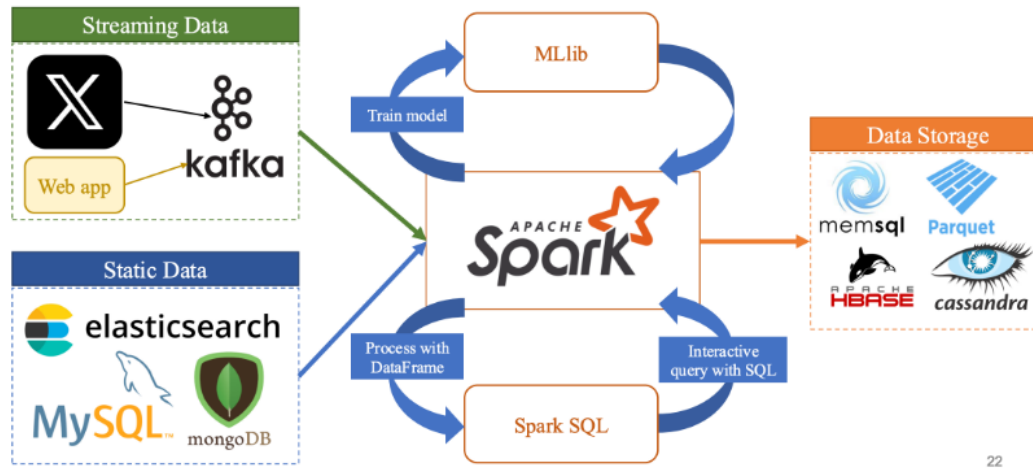 Streaming Data
X
kafka
Web app
Static Data
elasticsearch
MySQL™
mongoDB
MLlib
Train model
APACHE
Spark
Process with
DataFrame
Interactive
query with SQL
Spark SQL
Data Storage
memsql
Parquet
APACHE
HBASE
cassandra
22